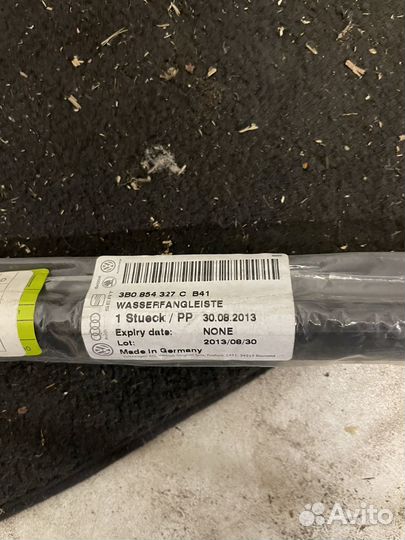 3B0 854 327 C B41
WASSERFANGLEISTE
1 Stueck / PP 30.08.2013
Expiry date: NONE
Lot: 2013/08/30
Made in Germany
Avito